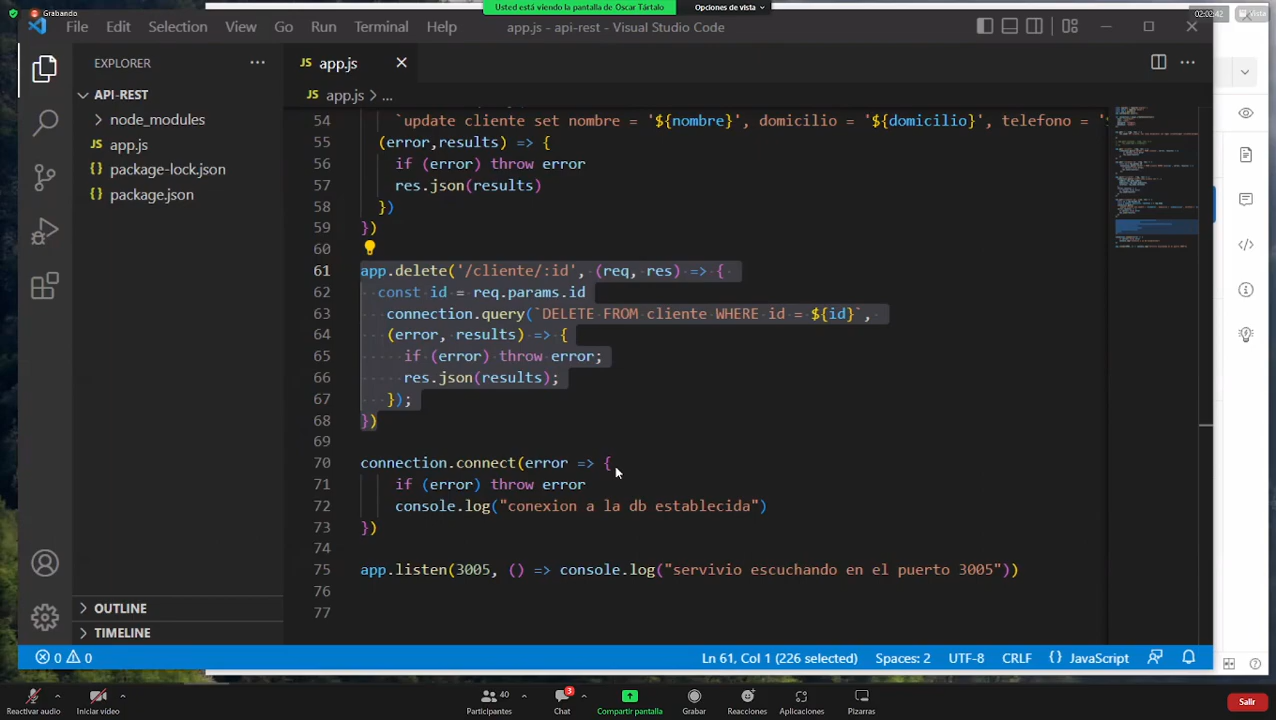 Grabando
Usted está viendo la pantalla de Oscar Tártalo
Opciones de vista
02:02:42
Vista
File Edit Selection View Go Run Terminal Help
app.js - api-rest - Visual Studio Code
EXPLORER
API-REST
node_modules
JS app.js
{} package-lock.json
{} package.json
OUTLINE
TIMELINE
JS app.js
JS app.js > ...
54 `update cliente set nombre = '${nombre}', domicilio = '${domicilio}', telefono = '
55 (error,results) => {
56 if (error) throw error
57 res.json(results)
58 })
59 })
60
61 app.delete('/cliente/:id', (req, res) => {
62 const id = req.params.id
63 connection.query(`DELETE FROM cliente WHERE id = ${id}`,
64 (error, results) => {
65 if (error) throw error;
66 res.json(results);
67 });
68 })
69
70 connection.connect(error => {
71 if (error) throw error
72 console.log("conexion a la db establecida")
73 })
74
75 app.listen(3005, () => console.log("servivio escuchando en el puerto 3005"))
76
77
0 0
Ln 61, Col 1 (226 selected) Spaces: 2 UTF-8 CRLF {} JavaScript
Reactivar audio
Iniciar video
40
Participantes
3
Chat
Compartir pantalla
Grabar
Reacciones
Aplicaciones
Pizarras
Salir